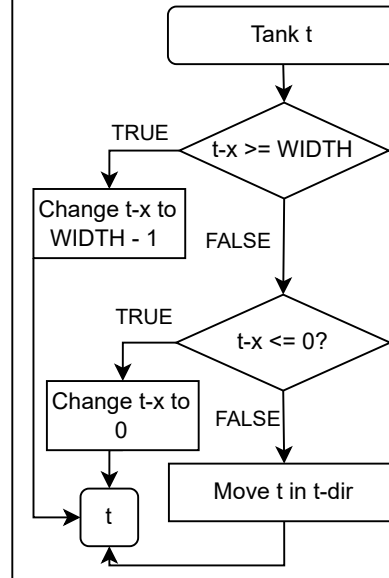 Tank t
TRUE
t-x >= WIDTH
Change t-x to
WIDTH - 1
FALSE
TRUE
t-x <= 0?
Change t-x to
0
FALSE
Move t in t-dir
t